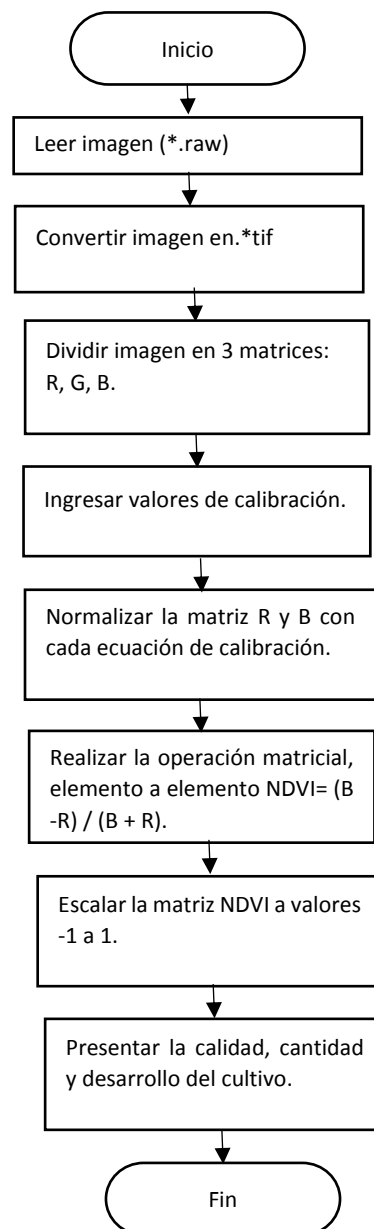 Inicio
Leer imagen (*.raw)
Convertir imagen en.*tif
Dividir imagen en 3 matrices:
R, G, B.
Ingresar valores de calibración.
Normalizar la matriz R y B con
cada ecuación de calibración.
Realizar la operación matricial,
elemento a elemento NDVI= (B
-R) / (B + R).
Escalar la matriz NDVI a valores
-1 a 1.
Presentar la calidad, cantidad
y desarrollo del cultivo.
Fin